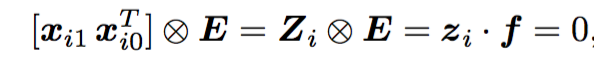 [x_{i1} x_{i0}^T] ⊗ E = Z_i ⊗ E = z_i · f = 0,